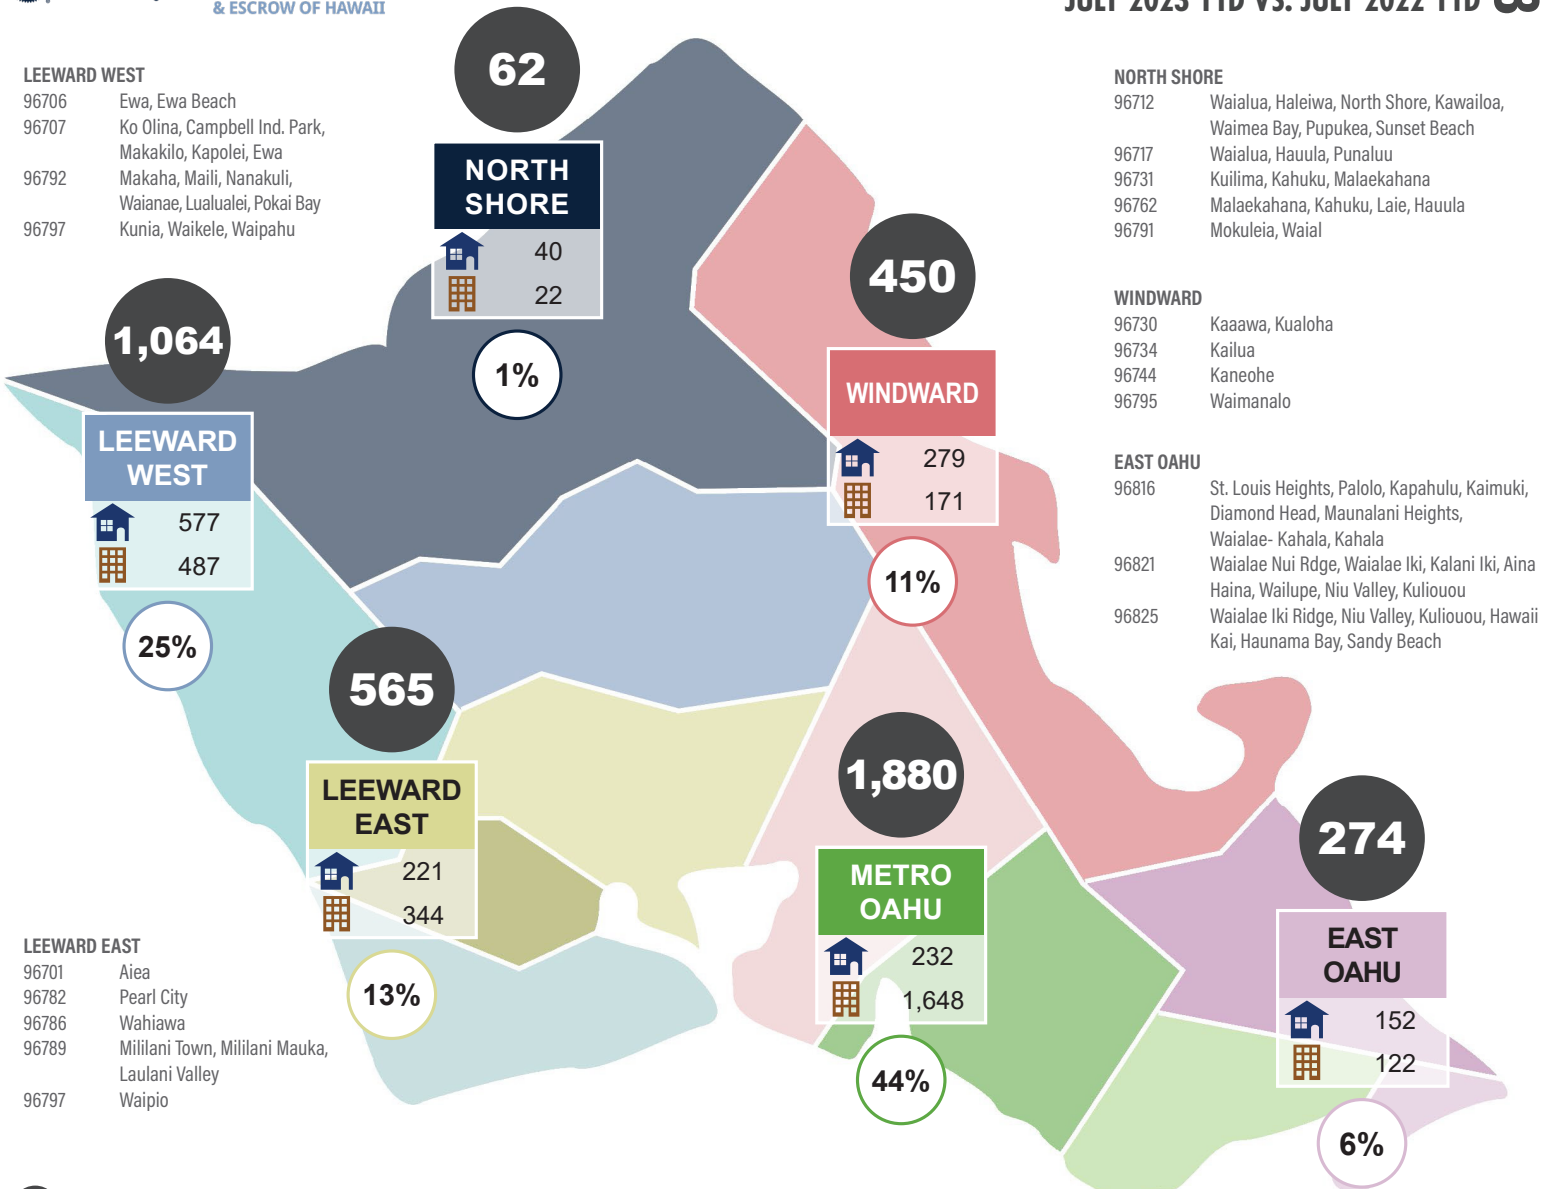 & ESCROW OF HAWAII
JULY 2023 YTD VS. JULY 2022 YTD
LEEWARD WEST
96706 Ewa, Ewa Beach
96707 Ko Olina, Campbell Ind. Park,
Makakilo, Kapolei, Ewa
96792 Makaha, Maili, Nanakuli,
Waianae, Lualualei, Pokai Bay
96797 Kunia, Waikele, Waipahu
62
NORTH
SHORE
40
22
1%
NORTH SHORE
96712 Waialua, Haleiwa, North Shore, Kawailoa,
Waimea Bay, Pupukea, Sunset Beach
96717 Waialua, Hauula, Punaluu
96731 Kuilima, Kahuku, Malaekahana
96762 Malaekahana, Kahuku, Laie, Hauula
96791 Mokuleia, Waial
WINDWARD
96730 Kaaawa, Kualoha
96734 Kailua
96744 Kaneohe
96795 Waimanalo
EAST OAHU
96816 St. Louis Heights, Palolo, Kapahulu, Kaimuki,
Diamond Head, Maunalani Heights,
Waialae- Kahala, Kahala
96821 Waialae Nui Rdge, Waialae Iki, Kalani Iki, Aina
Haina, Wailupe, Niu Valley, Kuliouou
96825 Waialae Iki Ridge, Niu Valley, Kuliouou, Hawaii
Kai, Haunama Bay, Sandy Beach
450
WINDWARD
279
171
11%
1,064
LEEWARD
WEST
577
487
25%
565
LEEWARD
EAST
221
344
13%
1,880
METRO
OAHU
232
1,648
44%
274
EAST
OAHU
152
122
6%
LEEWARD EAST
96701 Aiea
96782 Pearl City
96786 Wahiawa
96789 Mililani Town, Mililani Mauka,
Laulani Valley
96797 Waipio